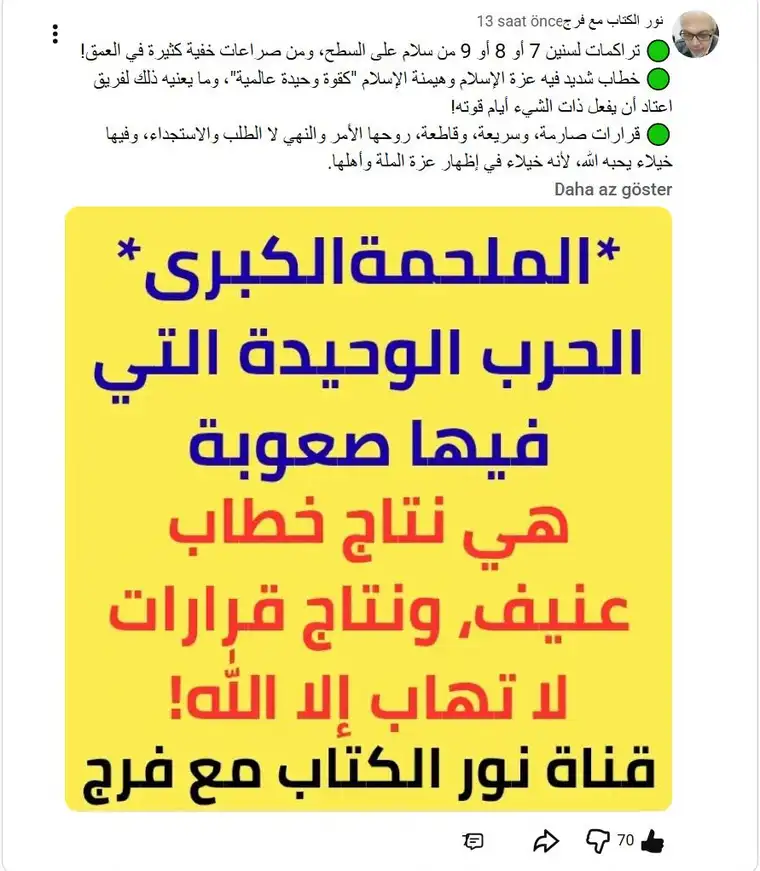 نور الكتاب مع فرج 13 saat önce
🟢 تراكمات لسنين 7 أو 8 أو 9 من سلام على السطح، ومن صراعات خفية كثيرة في العمق!
🟢 خطاب شديد فيه عزة الإسلام وهيمنة الإسلام "كقوة وحيدة عالمية"، وما يعنيه ذلك لفريق
اعتاد أن يفعل ذات الشيء أيام قوته!
🟢 قرارات صارمة، وسريعة، وقاطعة، روحها الأمر والنهي لا الطلب والاستجداء، وفيها
خيلاء يحبه الله، لأنه خيلاء في إظهار عزة الملة وأهلها.
Daha az göster
*الملحمةالكبرى*
الحرب الوحيدة التي
فيها صعوبة
هي نتاج خطاب
عنيف، ونتاج قرارات
لا تهاب إلا الله!
قناة نور الكتاب مع فرج
70